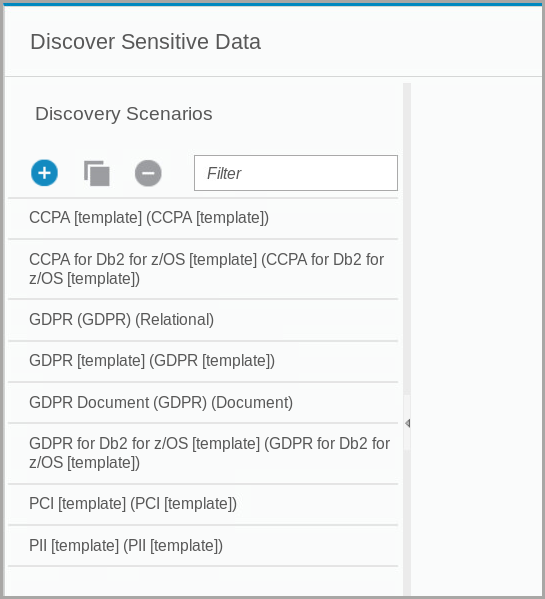 Discover Sensitive Data
Discovery Scenarios
Filter
CCPA [template] (CCPA [template])
CCPA for Db2 for z/OS [template] (CCPA for Db2 for
z/OS [template])
GDPR (GDPR) (Relational)
GDPR [template] (GDPR [template])
GDPR Document (GDPR) (Document)
GDPR for Db2 for z/OS [template] (GDPR for Db2 for
z/OS [template])
PCI [template] (PCI [template])
PII [template] (PII [template])